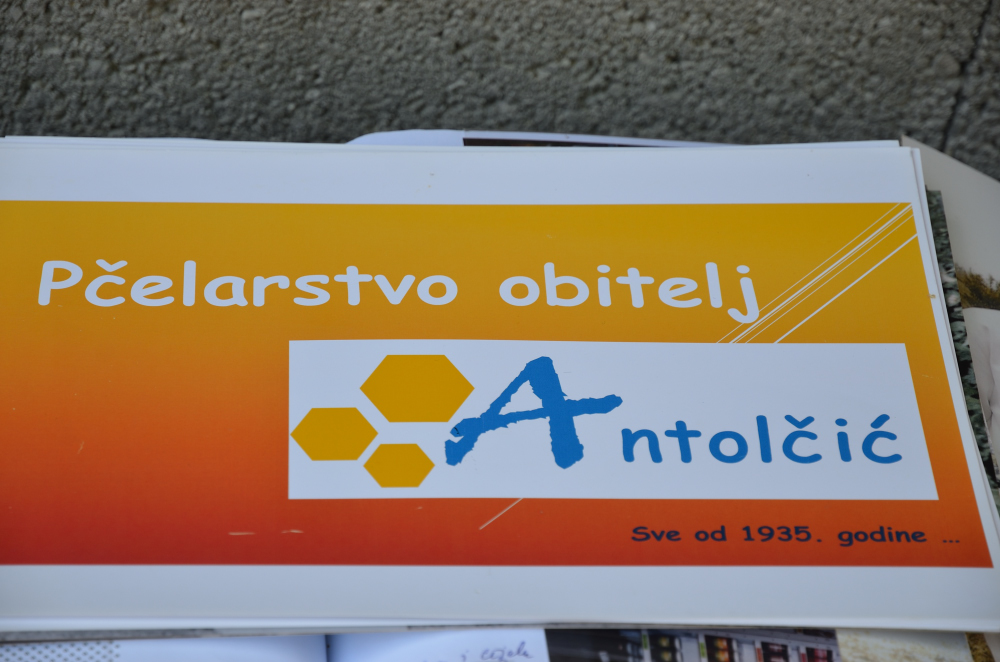 Pčelarstvo obitelj
Antolčić
Sve od 1935. godine ...